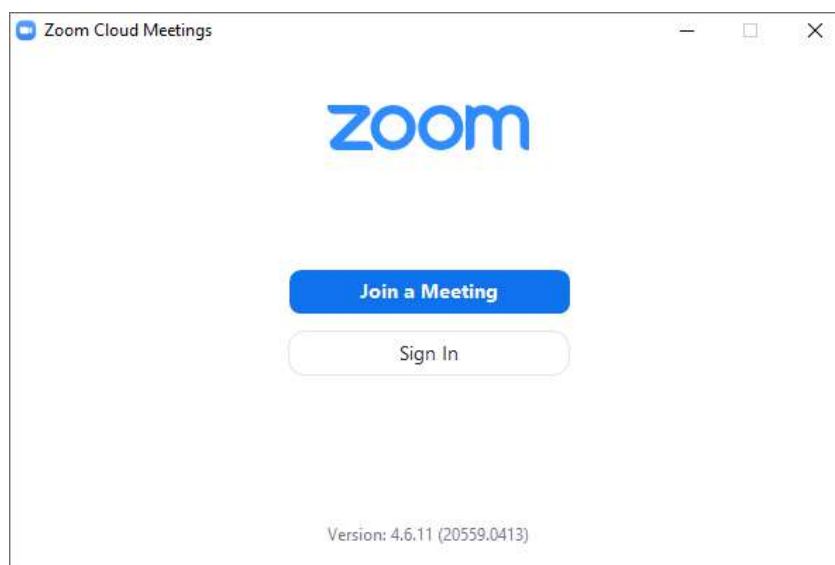 Zoom Cloud Meetings
zoom
Join a Meeting
Sign In
Version: 4.6.11 (20559.0413)